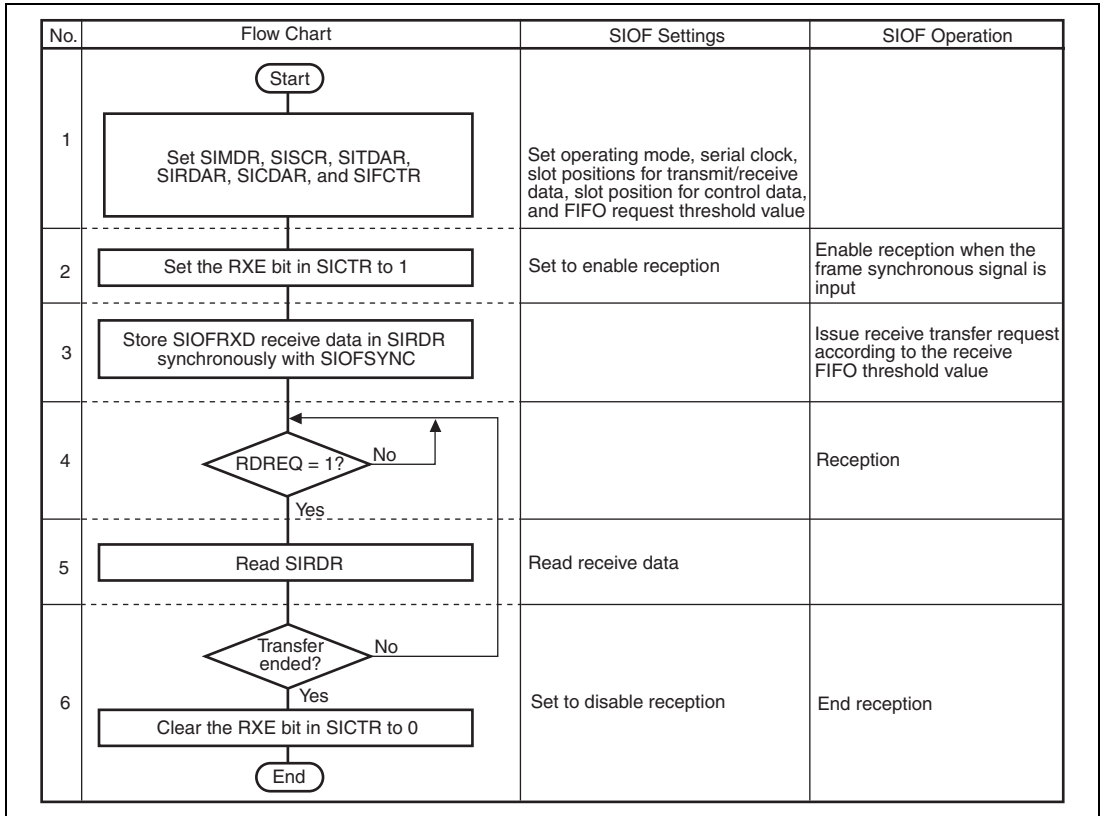 No.
Flow Chart
SIOF Settings
SIOF Operation
Start
1
Set SIMDR, SISCR, SITDAR,
SIRDAR, SICDAR, and SIFCTR
Set operating mode, serial clock,
slot positions for transmit/receive
data, slot position for control data,
and FIFO request threshold value
2
Set the RXE bit in SICTR to 1
Set to enable reception
Enable reception when the
frame synchronous signal is
input
3
Store SIOFRXD receive data in SIRDR
synchronously with SIOFSYNC
Issue receive transfer request
according to the receive
FIFO threshold value
4
RDREQ = 1?
No
Yes
Reception
5
Read SIRDR
Read receive data
6
Transfer
ended?
No
Yes
Clear the RXE bit in SICTR to 0
Set to disable reception
End reception
End